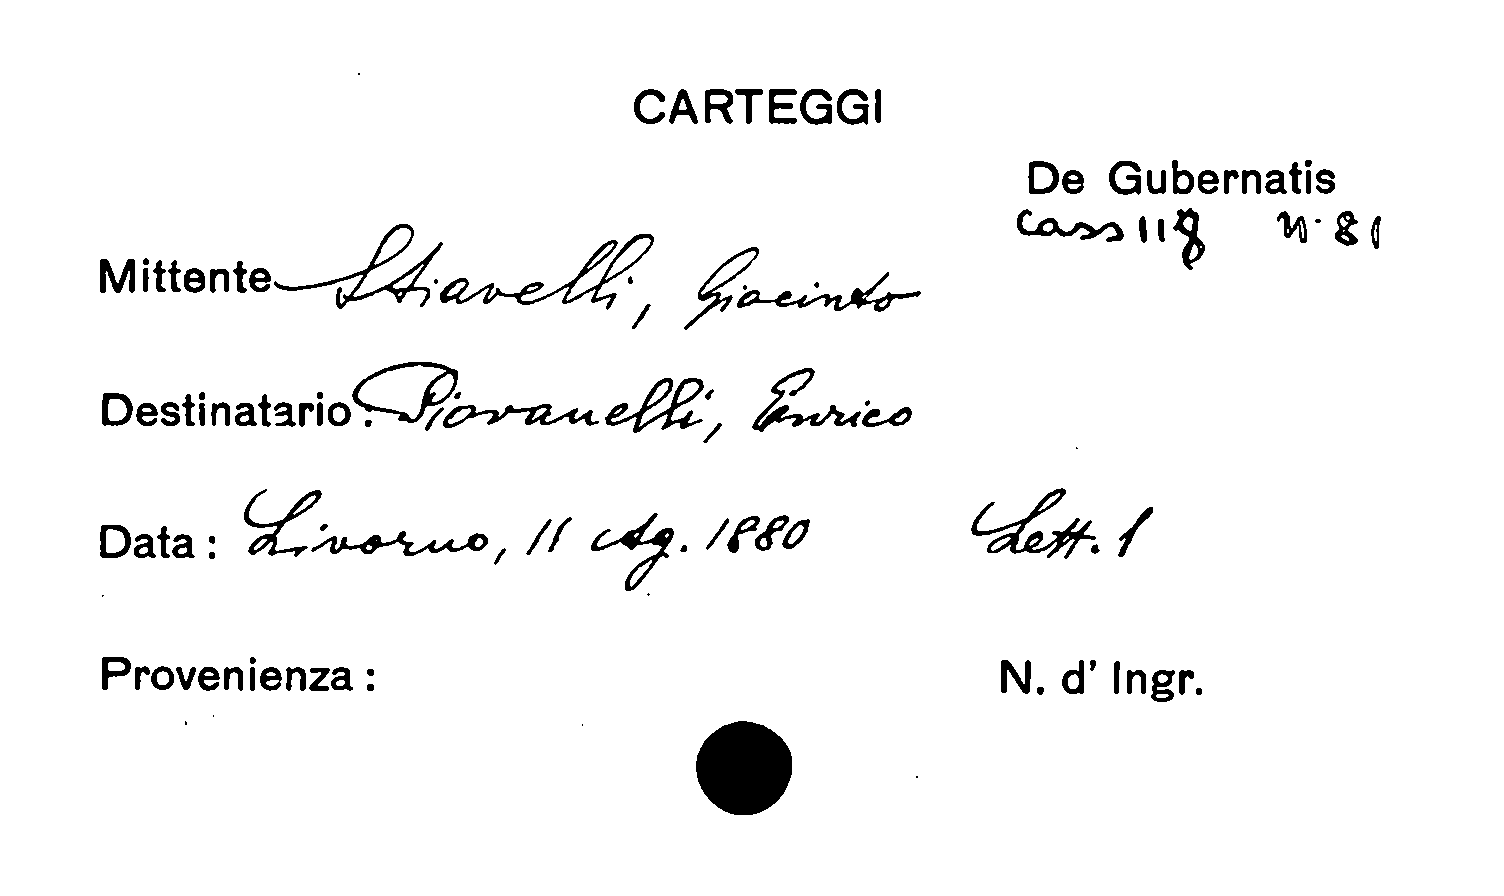 CARTEGGI
De Gubernatis
Cass 118 N. 81
Mittente Stiavelli, Giacinto
Destinatario: Piovanelli, Enrico
Data: Livorno, 11 Ag. 1880 Lett. 1
Provenienza: N. d' Ingr.